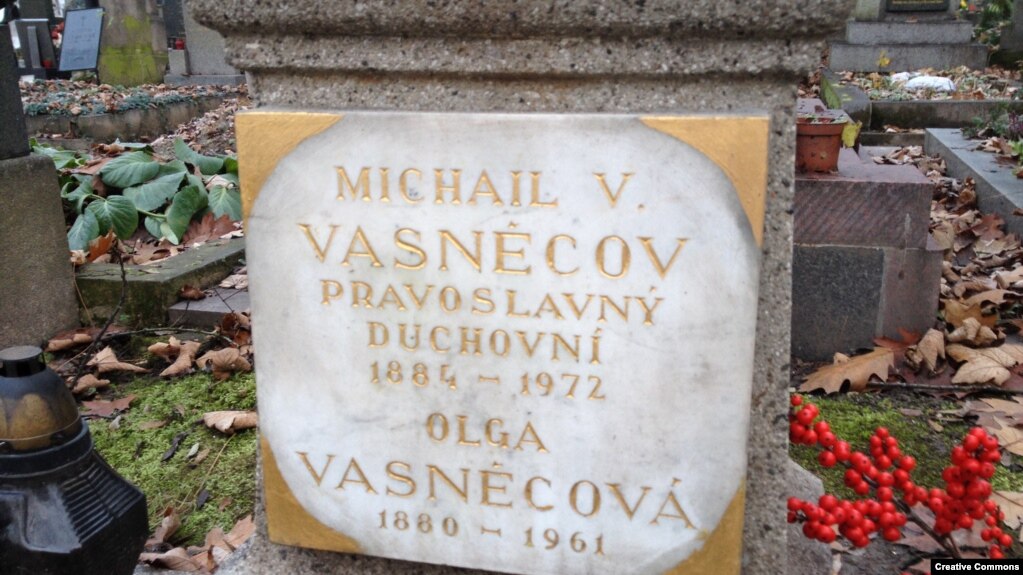 MICHAIL V.
VASNĚCOV
PRAVOSLAVNÝ
DUCHOVNÍ
1884 – 1972
OLGA
VASNĚCOVÁ
1880 – 1961
Creative Commons